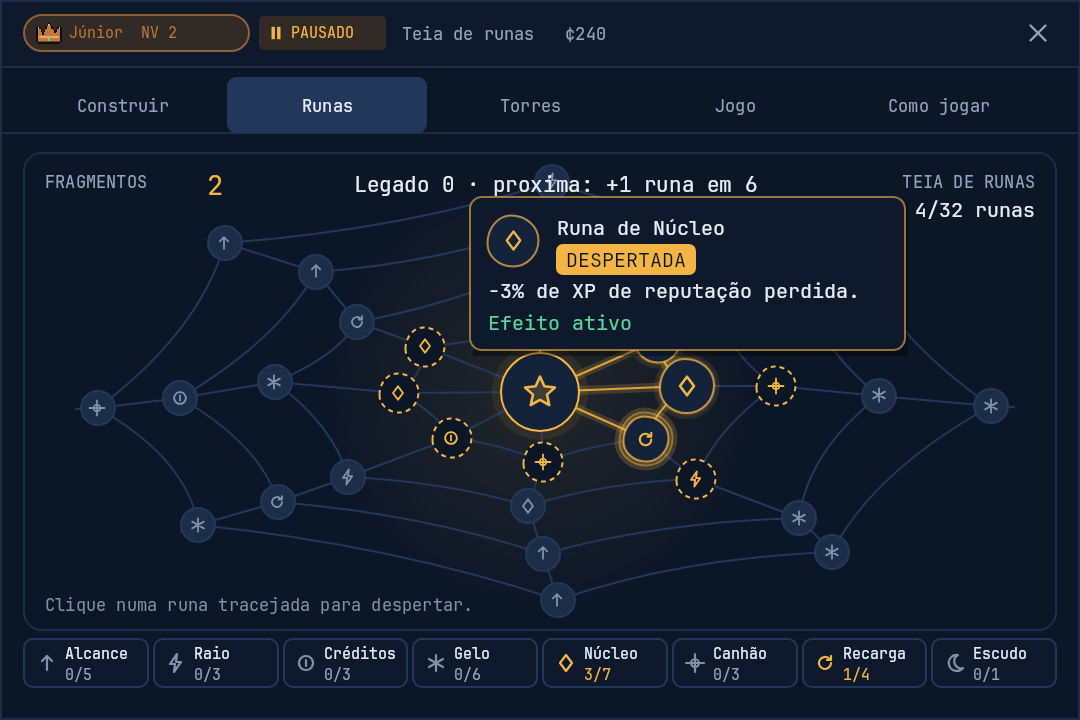 Júnior NV 2
PAUSADO
Teia de runas
₵240
Construir
Runas
Torres
Jogo
Como jogar
FRAGMENTOS
2
Legado 0 · proxima: +1 runa em 6
TEIA DE RUNAS
4/32 runas
Runa de Núcleo
DESPERTADA
-3% de XP de reputação perdida.
Efeito ativo
Clique numa runa tracejada para despertar.
Alcance
0/5
Raio
0/3
Créditos
0/3
Gelo
0/6
Núcleo
3/7
Canhão
0/3
Recarga
1/4
Escudo
0/1